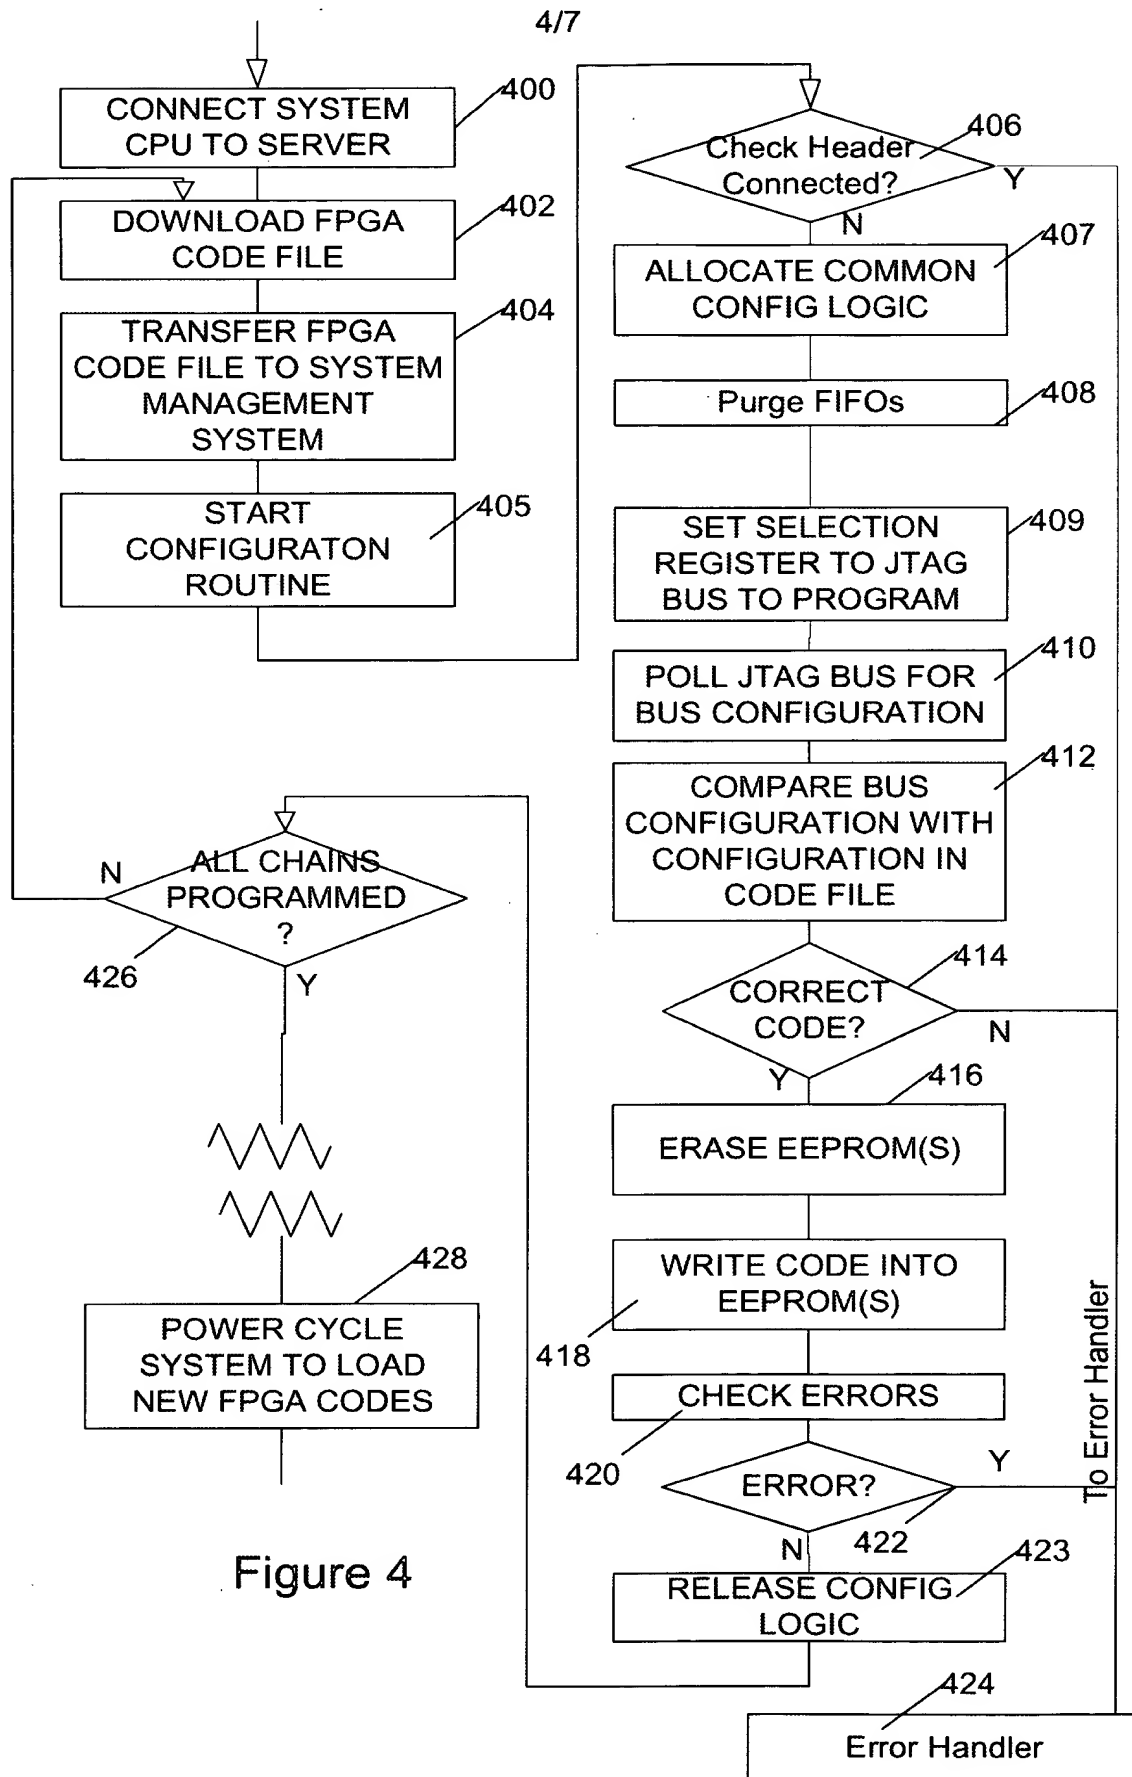 4/7
CONNECT SYSTEM
CPU TO SERVER
400
DOWNLOAD FPGA
CODE FILE
402
TRANSFER FPGA
CODE FILE TO SYSTEM
MANAGEMENT
SYSTEM
404
START
CONFIGURATON
ROUTINE
405
Check Header
Connected?
406
Y
N
ALLOCATE COMMON
CONFIG LOGIC
407
Purge FIFOs
408
SET SELECTION
REGISTER TO JTAG
BUS TO PROGRAM
409
POLL JTAG BUS FOR
BUS CONFIGURATION
410
COMPARE BUS
CONFIGURATION WITH
CONFIGURATION IN
CODE FILE
412
CORRECT
CODE?
414
N
Y
ERASE EEPROM(S)
416
WRITE CODE INTO
EEPROM(S)
418
CHECK ERRORS
420
ERROR?
Y
422
N
RELEASE CONFIG
LOGIC
423
To Error Handler
424
Error Handler
ALL CHAINS
PROGRAMMED
?
N
426
Y
428
POWER CYCLE
SYSTEM TO LOAD
NEW FPGA CODES
Figure 4